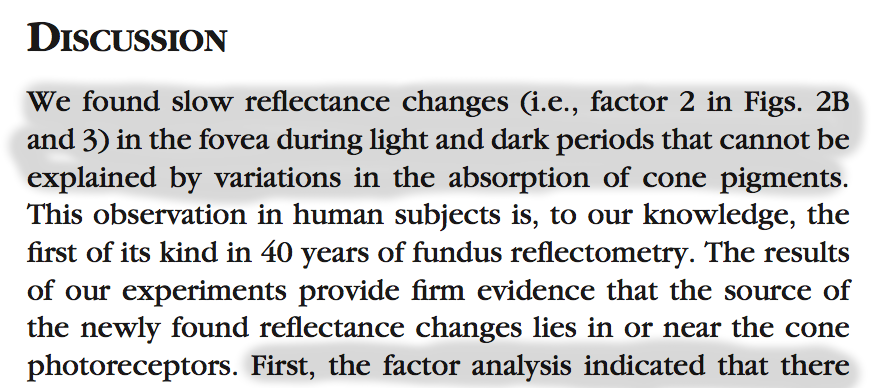 DISCUSSION
We found slow reflectance changes (i.e., factor 2 in Figs. 2B
and 3) in the fovea during light and dark periods that cannot be
explained by variations in the absorption of cone pigments.
This observation in human subjects is, to our knowledge, the
first of its kind in 40 years of fundus reflectometry. The results
of our experiments provide firm evidence that the source of
the newly found reflectance changes lies in or near the cone
photoreceptors. First, the factor analysis indicated that there